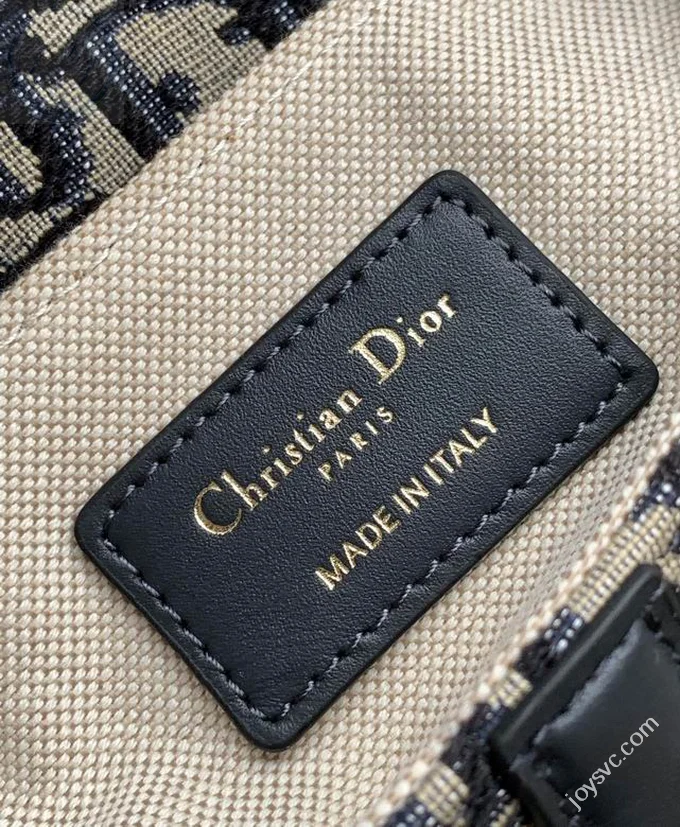 Christian Dior
PARIS
MADE IN ITALY
joysvc.com